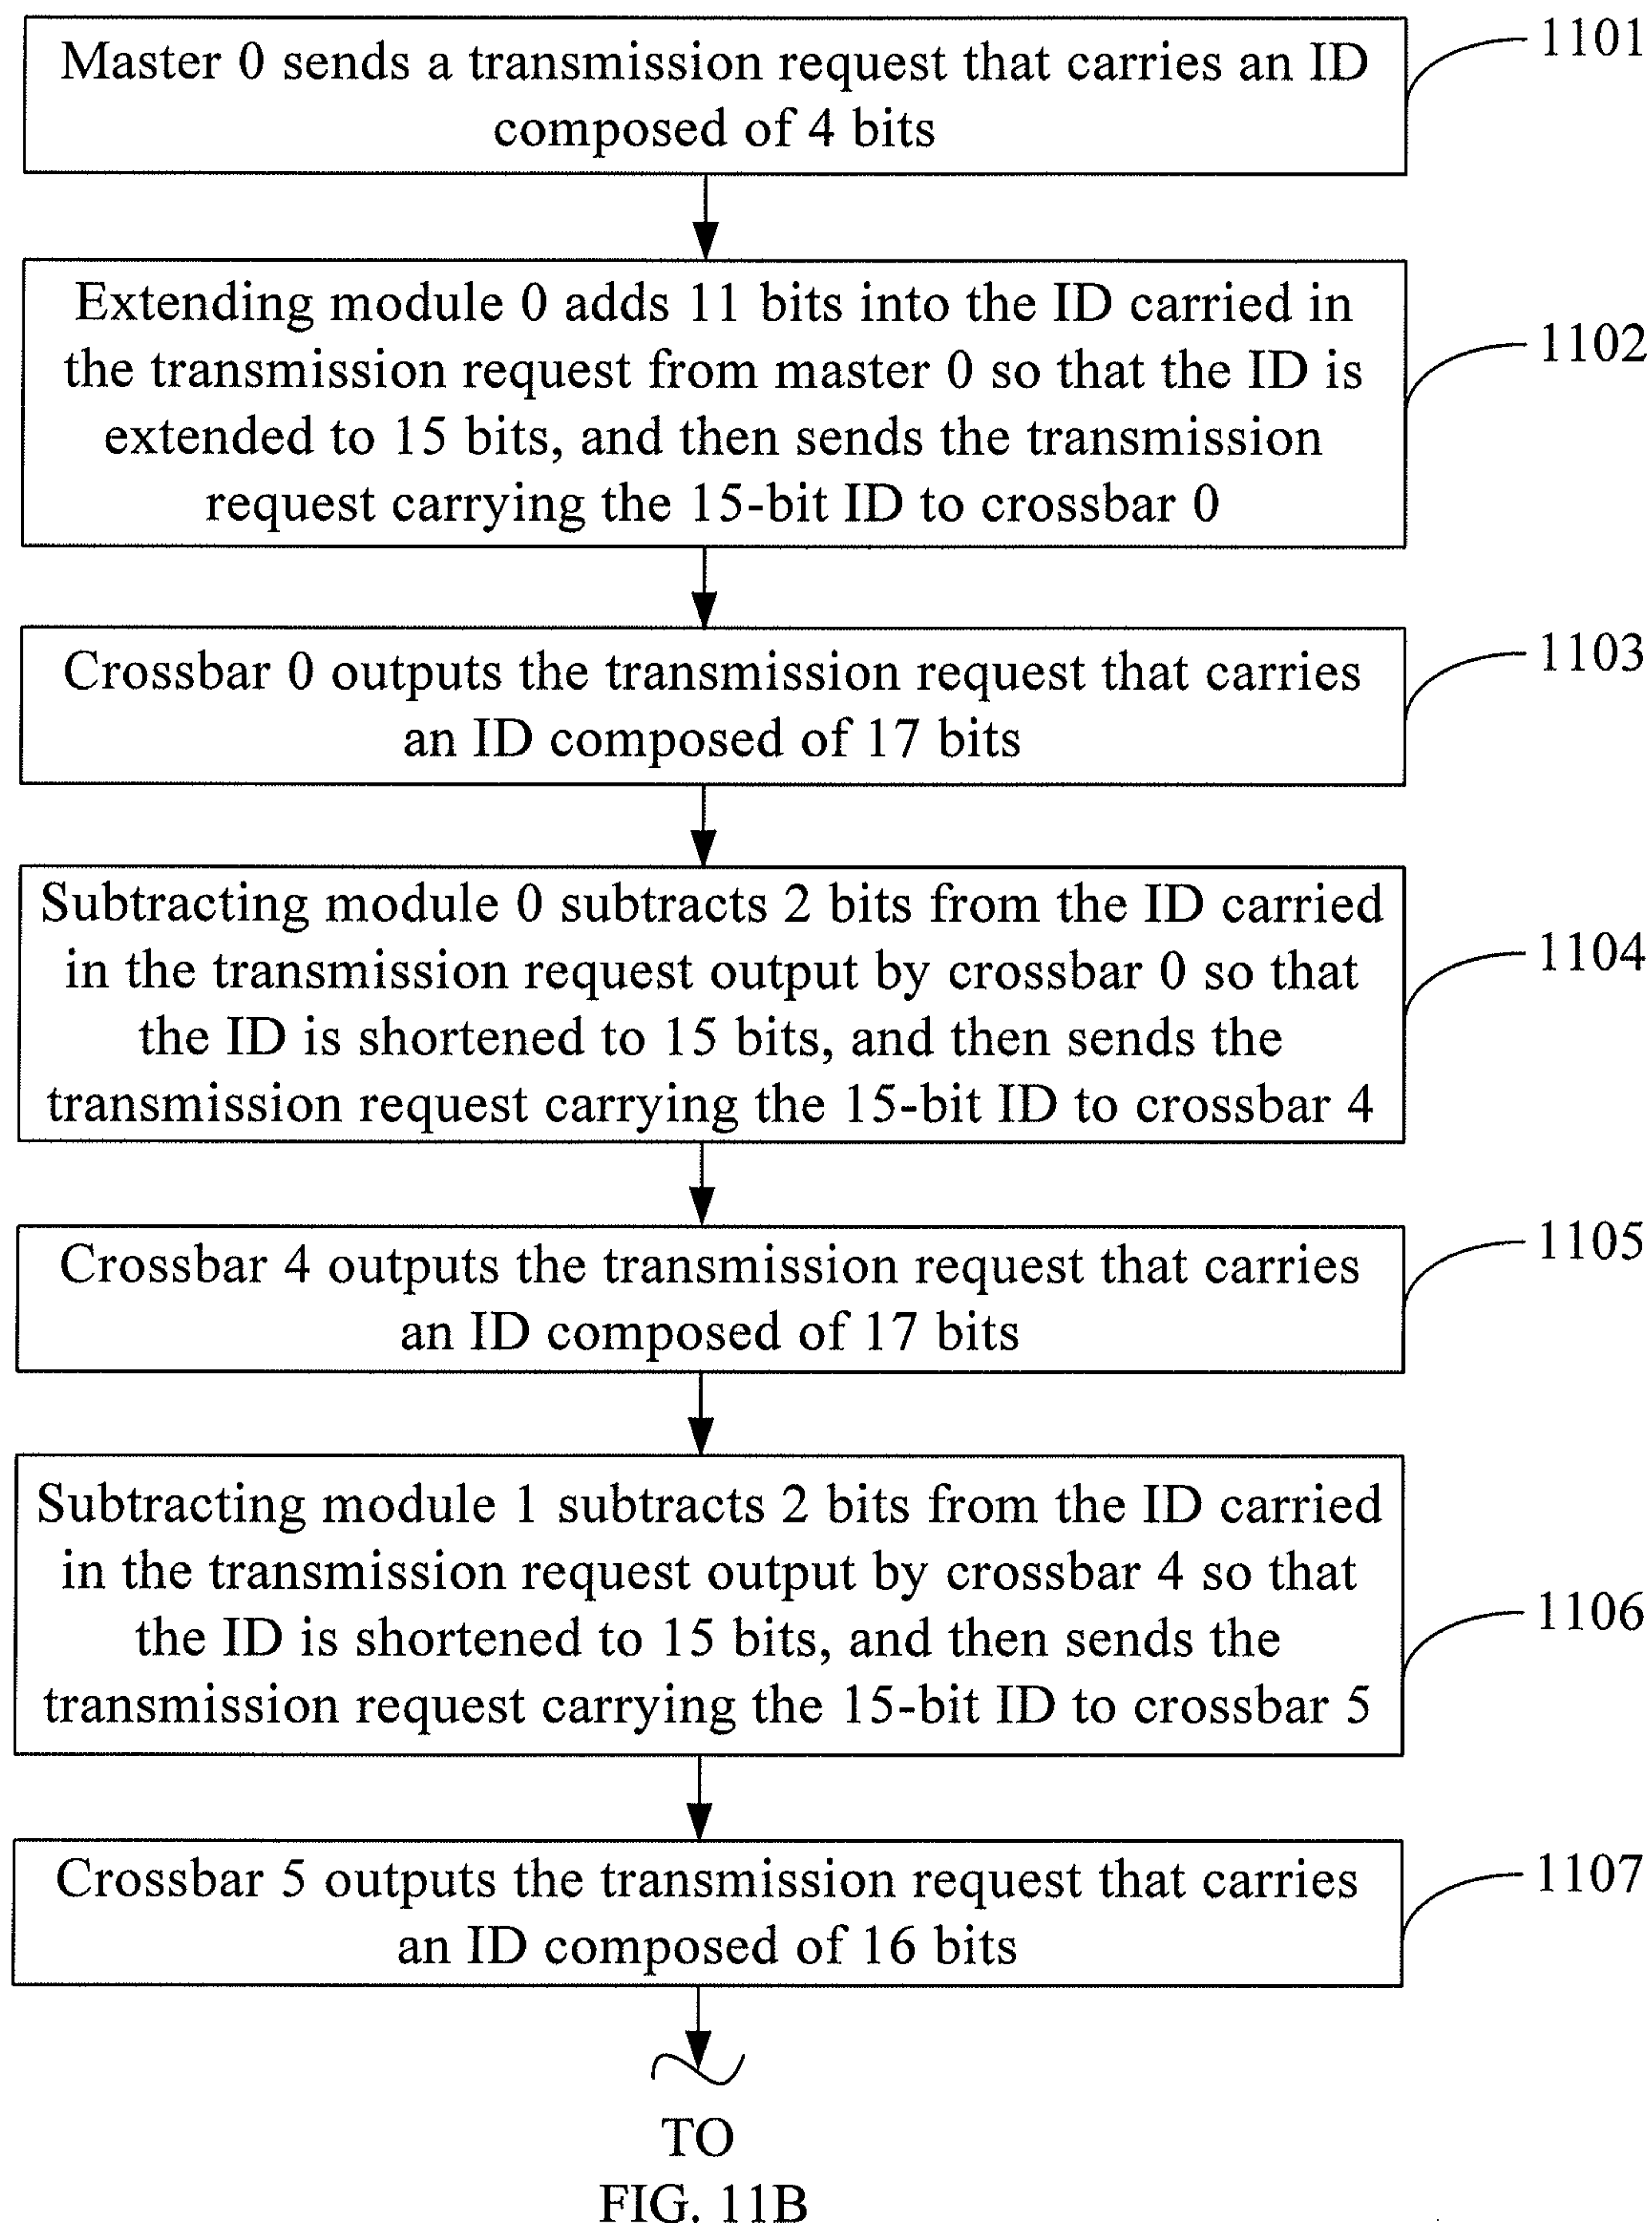 Master 0 sends a transmission request that carries an ID
composed of 4 bits
1101
Extending module 0 adds 11 bits into the ID carried in
the transmission request from master 0 so that the ID is
extended to 15 bits, and then sends the transmission
request carrying the 15-bit ID to crossbar 0
1102
Crossbar 0 outputs the transmission request that carries
an ID composed of 17 bits
1103
Subtracting module 0 subtracts 2 bits from the ID carried
in the transmission request output by crossbar 0 so that
the ID is shortened to 15 bits, and then sends the
transmission request carrying the 15-bit ID to crossbar 4
1104
Crossbar 4 outputs the transmission request that carries
an ID composed of 17 bits
1105
Subtracting module 1 subtracts 2 bits from the ID carried
in the transmission request output by crossbar 4 so that
the ID is shortened to 15 bits, and then sends the
transmission request carrying the 15-bit ID to crossbar 5
1106
Crossbar 5 outputs the transmission request that carries
an ID composed of 16 bits
1107
TO
FIG. 11B